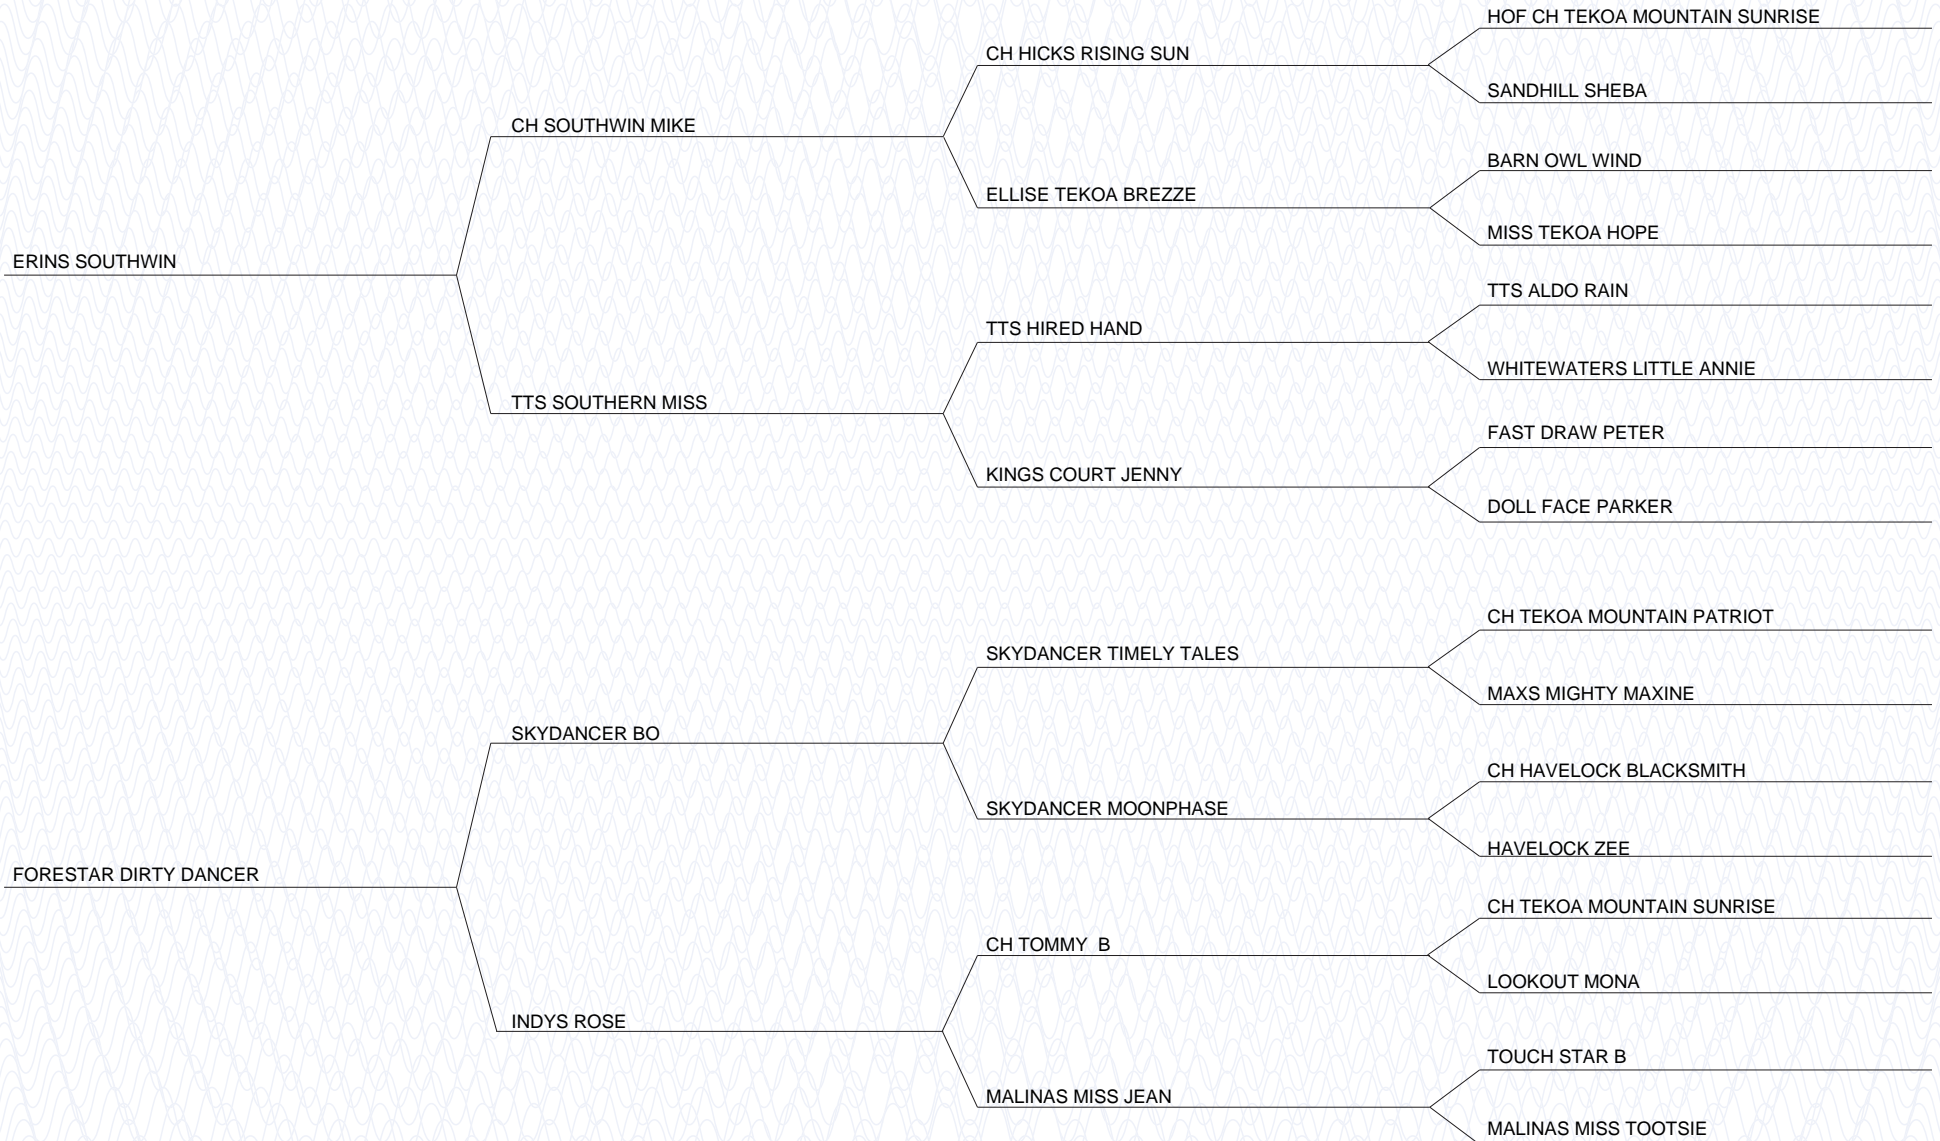 HOF CH TEKOA MOUNTAIN SUNRISE
CH HICKS RISING SUN
SANDHILL SHEBA
CH SOUTHWIN MIKE
BARN OWL WIND
ELLISE TEKOA BREZZE
MISS TEKOA HOPE
ERINS SOUTHWIN
TTS ALDO RAIN
TTS HIRED HAND
WHITEWATERS LITTLE ANNIE
TTS SOUTHERN MISS
FAST DRAW PETER
KINGS COURT JENNY
DOLL FACE PARKER
CH TEKOA MOUNTAIN PATRIOT
SKYDANCER TIMELY TALES
MAXS MIGHTY MAXINE
SKYDANCER BO
CH HAVELOCK BLACKSMITH
SKYDANCER MOONPHASE
HAVELOCK ZEE
FORESTAR DIRTY DANCER
CH TEKOA MOUNTAIN SUNRISE
CH TOMMY  B
LOOKOUT MONA
INDYS ROSE
TOUCH STAR B
MALINAS MISS JEAN
MALINAS MISS TOOTSIE